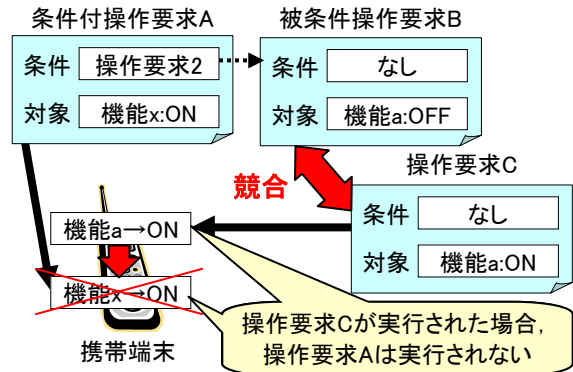 条件付操作要求A
条件 操作要求2
対象 機能x:ON
被条件操作要求B
条件 なし
対象 機能a:OFF
競合
操作要求C
条件 なし
対象 機能a:ON
機能a→ON
機能x→ON
携帯端末
操作要求Cが実行された場合,
操作要求Aは実行されない